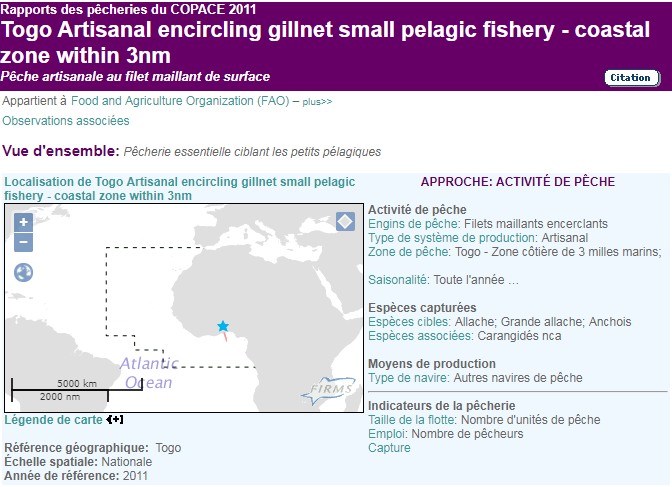 Rapports des pêcheries du COPACE 2011
Togo Artisanal encircling gillnet small pelagic fishery - coastal
zone within 3nm
Pêche artisanale au filet maillant de surface
Citation
Appartient à Food and Agriculture Organization (FAO) – plus>>
Observations associées
Vue d'ensemble: Pêcherie essentielle ciblant les petits pélagiques
Localisation de Togo Artisanal encircling gillnet small pelagic
fishery - coastal zone within 3nm
+
−
Atlantic
Ocean
5000 km
2000 nm
FIRMS
Légende de carte [+]
Référence géographique: Togo
Échelle spatiale: Nationale
Année de référence: 2011
APPROCHE: ACTIVITÉ DE PÊCHE
Activité de pêche
Engins de pêche: Filets maillants encerclants
Type de système de production: Artisanal
Zone de pêche: Togo - Zone côtière de 3 milles marins;
Saisonalité: Toute l'année ...
Espèces capturées
Espèces cibles: Allache; Grande allache; Anchois
Espèces associées: Carangidés nca
Moyens de production
Type de navire: Autres navires de pêche
Indicateurs de la pêcherie
Taille de la flotte: Nombre d'unités de pêche
Emploi: Nombre de pêcheurs
Capture